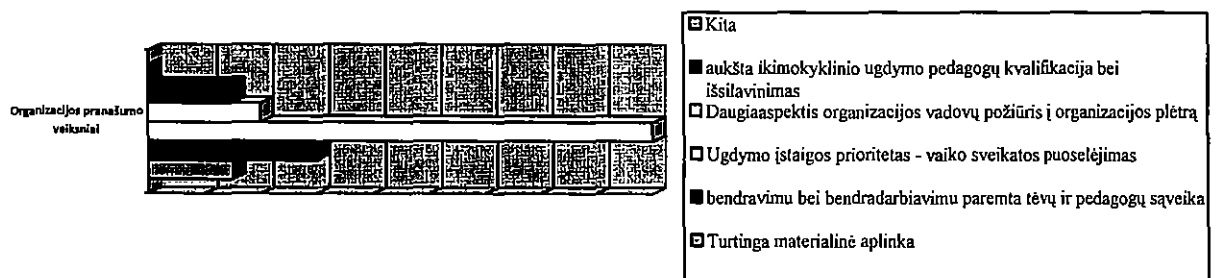 Organizacijos pranašumo
veiksniai
Kita
aukšta ikimokyklinio ugdymo pedagogų kvalifikacija bei
išsilavinimas
Daugiaaspektis organizacijos vadovų požiūris į organizacijos plėtrą
Ugdymo įstaigos prioritetas - vaiko sveikatos puoselėjimas
bendravimu bei bendradarbiavimu paremta tėvų ir pedagogų sąveika
Turtinga materialinė aplinka